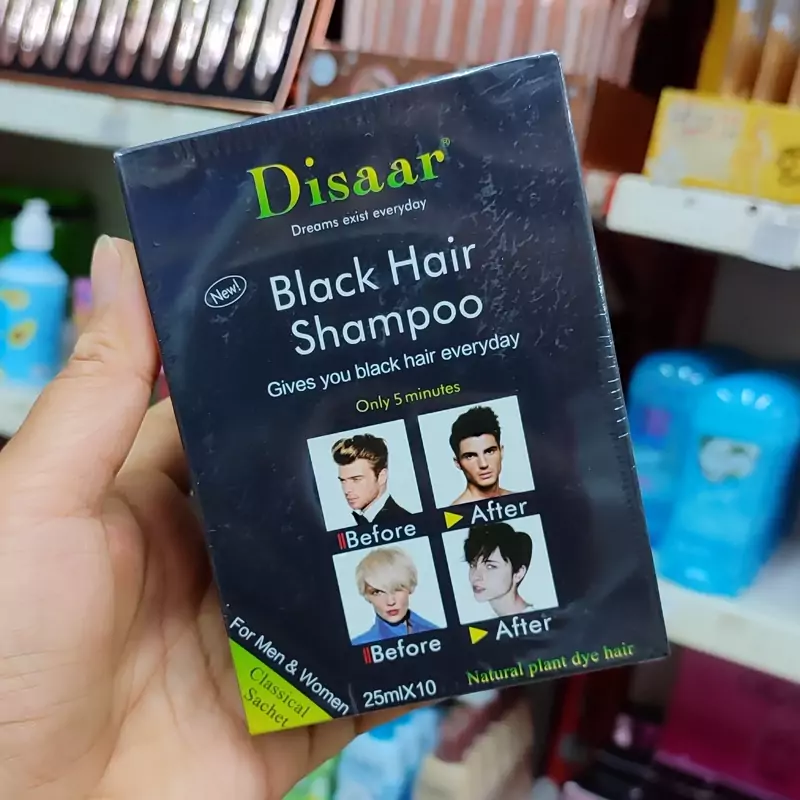 Disaar®
Dreams exist everyday
New!
Black Hair
Shampoo
Gives you black hair everyday
Only 5 minutes
Before
After
Before
After
For Men & Women
Classical
Sachet
25mlX10
Natural plant dye hair